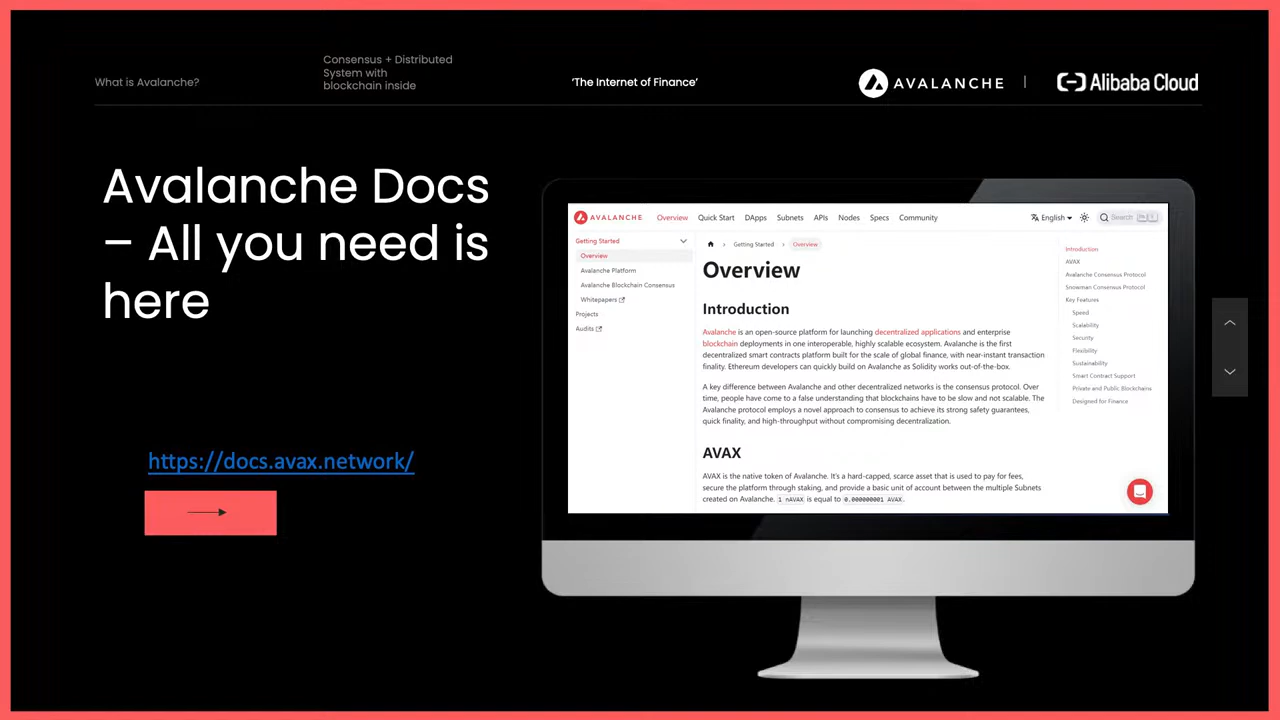 What is Avalanche?
Consensus + Distributed
System with
blockchain inside
‘The Internet of Finance’
AVALANCHE
Alibaba Cloud
Avalanche Docs
– All you need is
here
https://docs.avax.network/
AVALANCHE
Overview
Quick Start
DApps
Subnets
APIs
Nodes
Specs
Community
English
Search
Getting Started
Overview
Avalanche Platform
Avalanche Blockchain Consensus
Whitepapers
Projects
Audits
Getting Started
Overview
Overview
Introduction
Avalanche is an open-source platform for launching decentralized applications and enterprise
blockchain deployments in one interoperable, highly scalable ecosystem. Avalanche is the first
decentralized smart contracts platform built for the scale of global finance, with near-instant transaction
finality. Ethereum developers can quickly build on Avalanche as Solidity works out-of-the-box.
A key difference between Avalanche and other decentralized networks is the consensus protocol. Over
time, people have come to a false understanding that blockchains have to be slow and not scalable. The
Avalanche protocol employs a novel approach to consensus to achieve its strong safety guarantees,
quick finality, and high-throughput without compromising decentralization.
AVAX
AVAX is the native token of Avalanche. It's a hard-capped, scarce asset that is used to pay for fees,
secure the platform through staking, and provide a basic unit of account between the multiple Subnets
created on Avalanche. 1 nAVAX is equal to 0.000000001 AVAX.
Introduction
AVAX
Avalanche Consensus Protocol
Snowman Consensus Protocol
Key Features
Speed
Scalability
Security
Flexibility
Sustainability
Smart Contract Support
Private and Public Blockchains
Designed for Finance